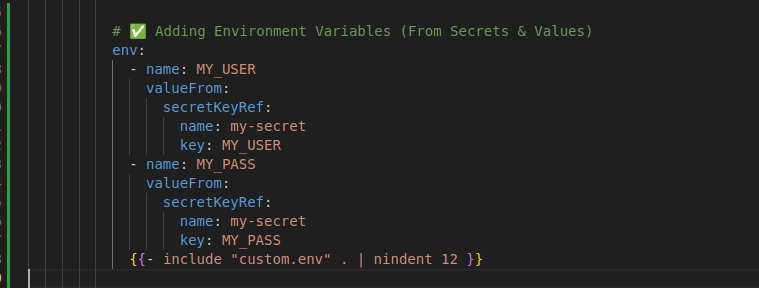 # ✅ Adding Environment Variables (From Secrets & Values)
env:
  - name: MY_USER
    valueFrom:
      secretKeyRef:
        name: my-secret
        key: MY_USER
  - name: MY_PASS
    valueFrom:
      secretKeyRef:
        name: my-secret
        key: MY_PASS
  {{- include "custom.env" . | nindent 12 }}